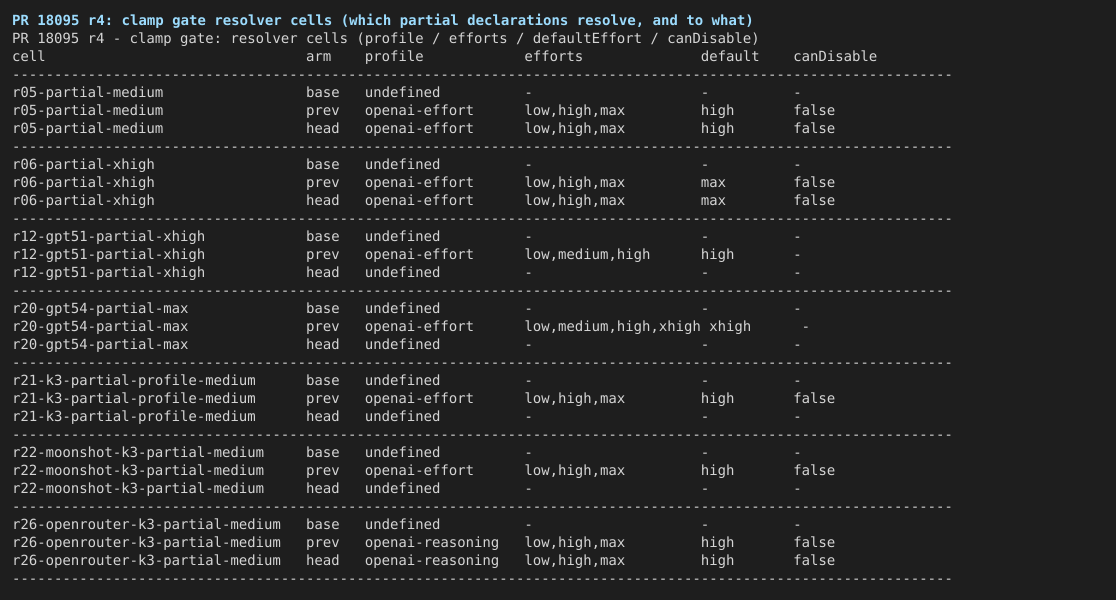 PR 18095 r4: clamp gate resolver cells (which partial declarations resolve, and to what)
PR 18095 r4 - clamp gate: resolver cells (profile / efforts / defaultEffort / canDisable)
cell arm profile efforts default canDisable
----------------------------------------------------------------------------------------------------------------
r05-partial-medium base undefined - - -
r05-partial-medium prev openai-effort low,high,max high false
r05-partial-medium head openai-effort low,high,max high false
----------------------------------------------------------------------------------------------------------------
r06-partial-xhigh base undefined - - -
r06-partial-xhigh prev openai-effort low,high,max max false
r06-partial-xhigh head openai-effort low,high,max max false
----------------------------------------------------------------------------------------------------------------
r12-gpt51-partial-xhigh base undefined - - -
r12-gpt51-partial-xhigh prev openai-effort low,medium,high high -
r12-gpt51-partial-xhigh head undefined - - -
----------------------------------------------------------------------------------------------------------------
r20-gpt54-partial-max base undefined - - -
r20-gpt54-partial-max prev openai-effort low,medium,high,xhigh xhigh -
r20-gpt54-partial-max head undefined - - -
----------------------------------------------------------------------------------------------------------------
r21-k3-partial-profile-medium base undefined - - -
r21-k3-partial-profile-medium prev openai-effort low,high,max high false
r21-k3-partial-profile-medium head undefined - - -
----------------------------------------------------------------------------------------------------------------
r22-moonshot-k3-partial-medium base undefined - - -
r22-moonshot-k3-partial-medium prev openai-effort low,high,max high false
r22-moonshot-k3-partial-medium head undefined - - -
----------------------------------------------------------------------------------------------------------------
r26-openrouter-k3-partial-medium base undefined - - -
r26-openrouter-k3-partial-medium prev openai-reasoning low,high,max high false
r26-openrouter-k3-partial-medium head openai-reasoning low,high,max high false
----------------------------------------------------------------------------------------------------------------